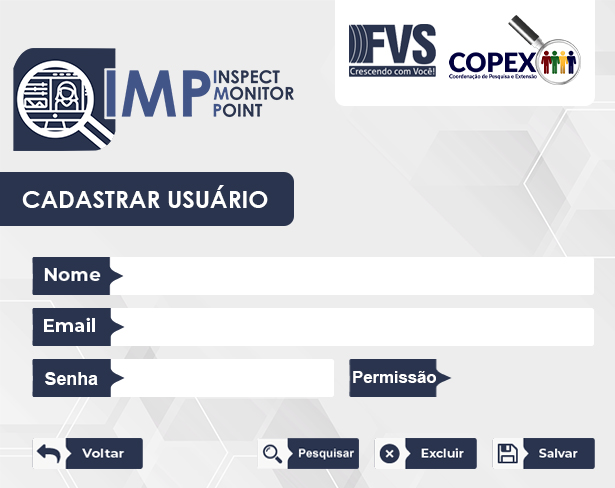 IMP INSPECT
MONITOR
POINT
FVS
Crescendo com Você!
COPEX
Coordenação de Pesquisa e Extensão
CADASTRAR USUÁRIO
Nome
Email
Senha
Permissão
Voltar
Pesquisar
Excluir
Salvar